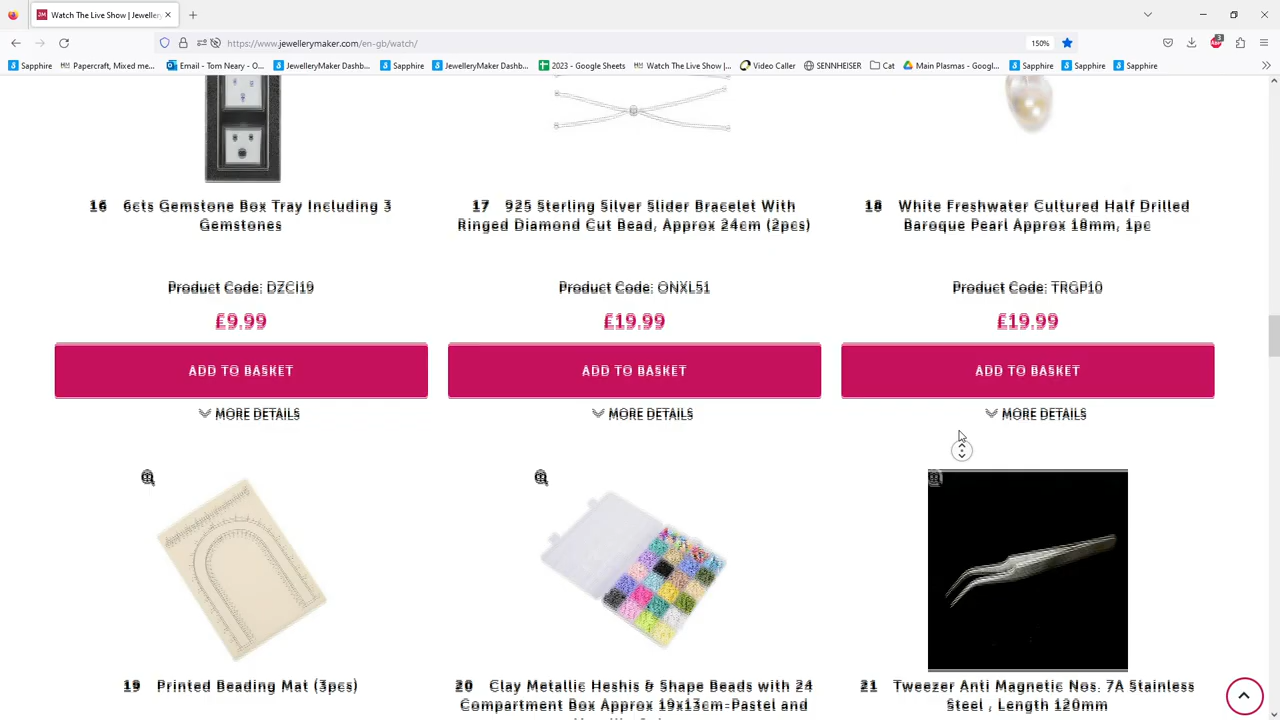 Watch The Live Show | Jeweller
https://www.jewellerymaker.com/en-gb/watch/
150%
3
Sapphire
Papercraft, Mixed me...
Email - Tom Neary - O...
JewelleryMaker Dashb...
Sapphire
JewelleryMaker Dashb...
2023 - Google Sheets
Watch The Live Show |...
Video Caller
SENNHEISER
Cat
Main Plasmas - Googl...
Sapphire
Sapphire
Sapphire
16 6cts Gemstone Box Tray Including 3
Gemstones
Product Code: DZCI19
£9.99
ADD TO BASKET
MORE DETAILS
17 925 Sterling Silver Slider Bracelet With
Ringed Diamond Cut Bead, Approx 24cm (2pcs)
Product Code: ONXL51
£19.99
ADD TO BASKET
MORE DETAILS
18 White Freshwater Cultured Half Drilled
Baroque Pearl Approx 18mm, 1pc
Product Code: TRGP10
£19.99
ADD TO BASKET
MORE DETAILS
19 Printed Beading Mat (3pcs)
20 Clay Metallic Heshis & Shape Beads with 24
Compartment Box Approx 19x13cm-Pastel and
21 Tweezer Anti Magnetic Nos. 7A Stainless
Steel , Length 120mm